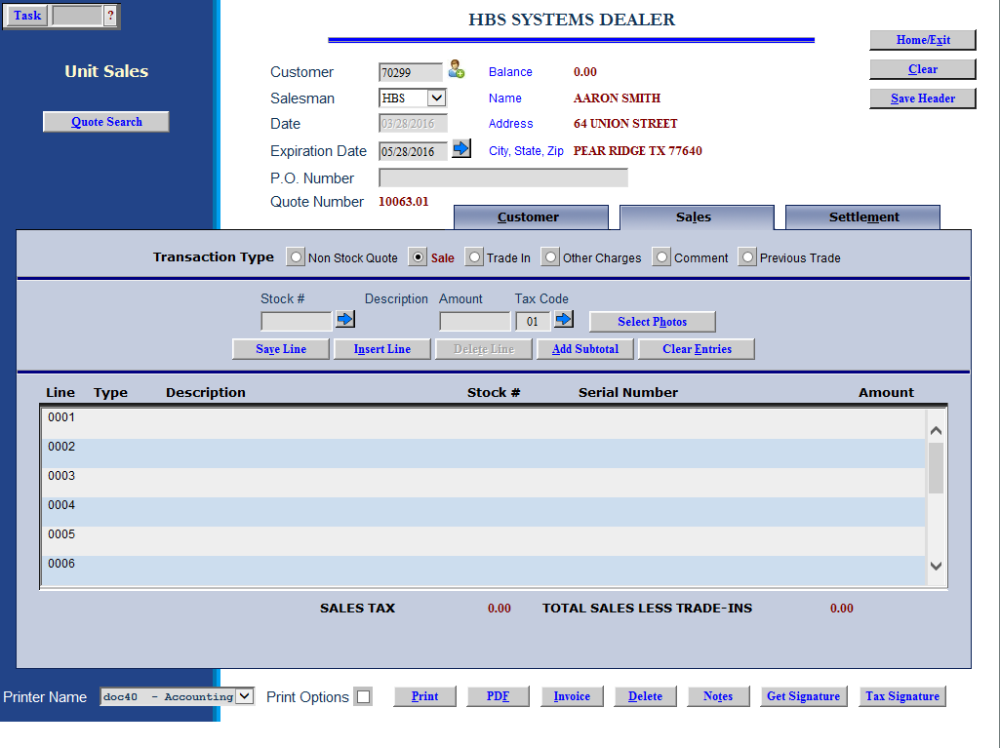 Task ?
HBS SYSTEMS DEALER
Home/Exit
Unit Sales
Customer 70299 Balance 0.00
Clear
Salesman HBS Name AARON SMITH
Save Header
Quote Search
Date 03/28/2016 Address 64 UNION STREET
Expiration Date 05/28/2016 City, State, Zip PEAR RIDGE TX 77640
P.O. Number
Quote Number 10063.01
Customer Sales Settlement
Transaction Type Non Stock Quote Sale Trade In Other Charges Comment Previous Trade
Stock # Description Amount Tax Code
01 Select Photos
Save Line Insert Line Delete Line Add Subtotal Clear Entries
Line Type Description Stock # Serial Number Amount
0001
0002
0003
0004
0005
0006
SALES TAX 0.00 TOTAL SALES LESS TRADE-INS 0.00
Printer Name doc40 - Accounting Print Options Print PDF Invoice Delete Notes Get Signature Tax Signature